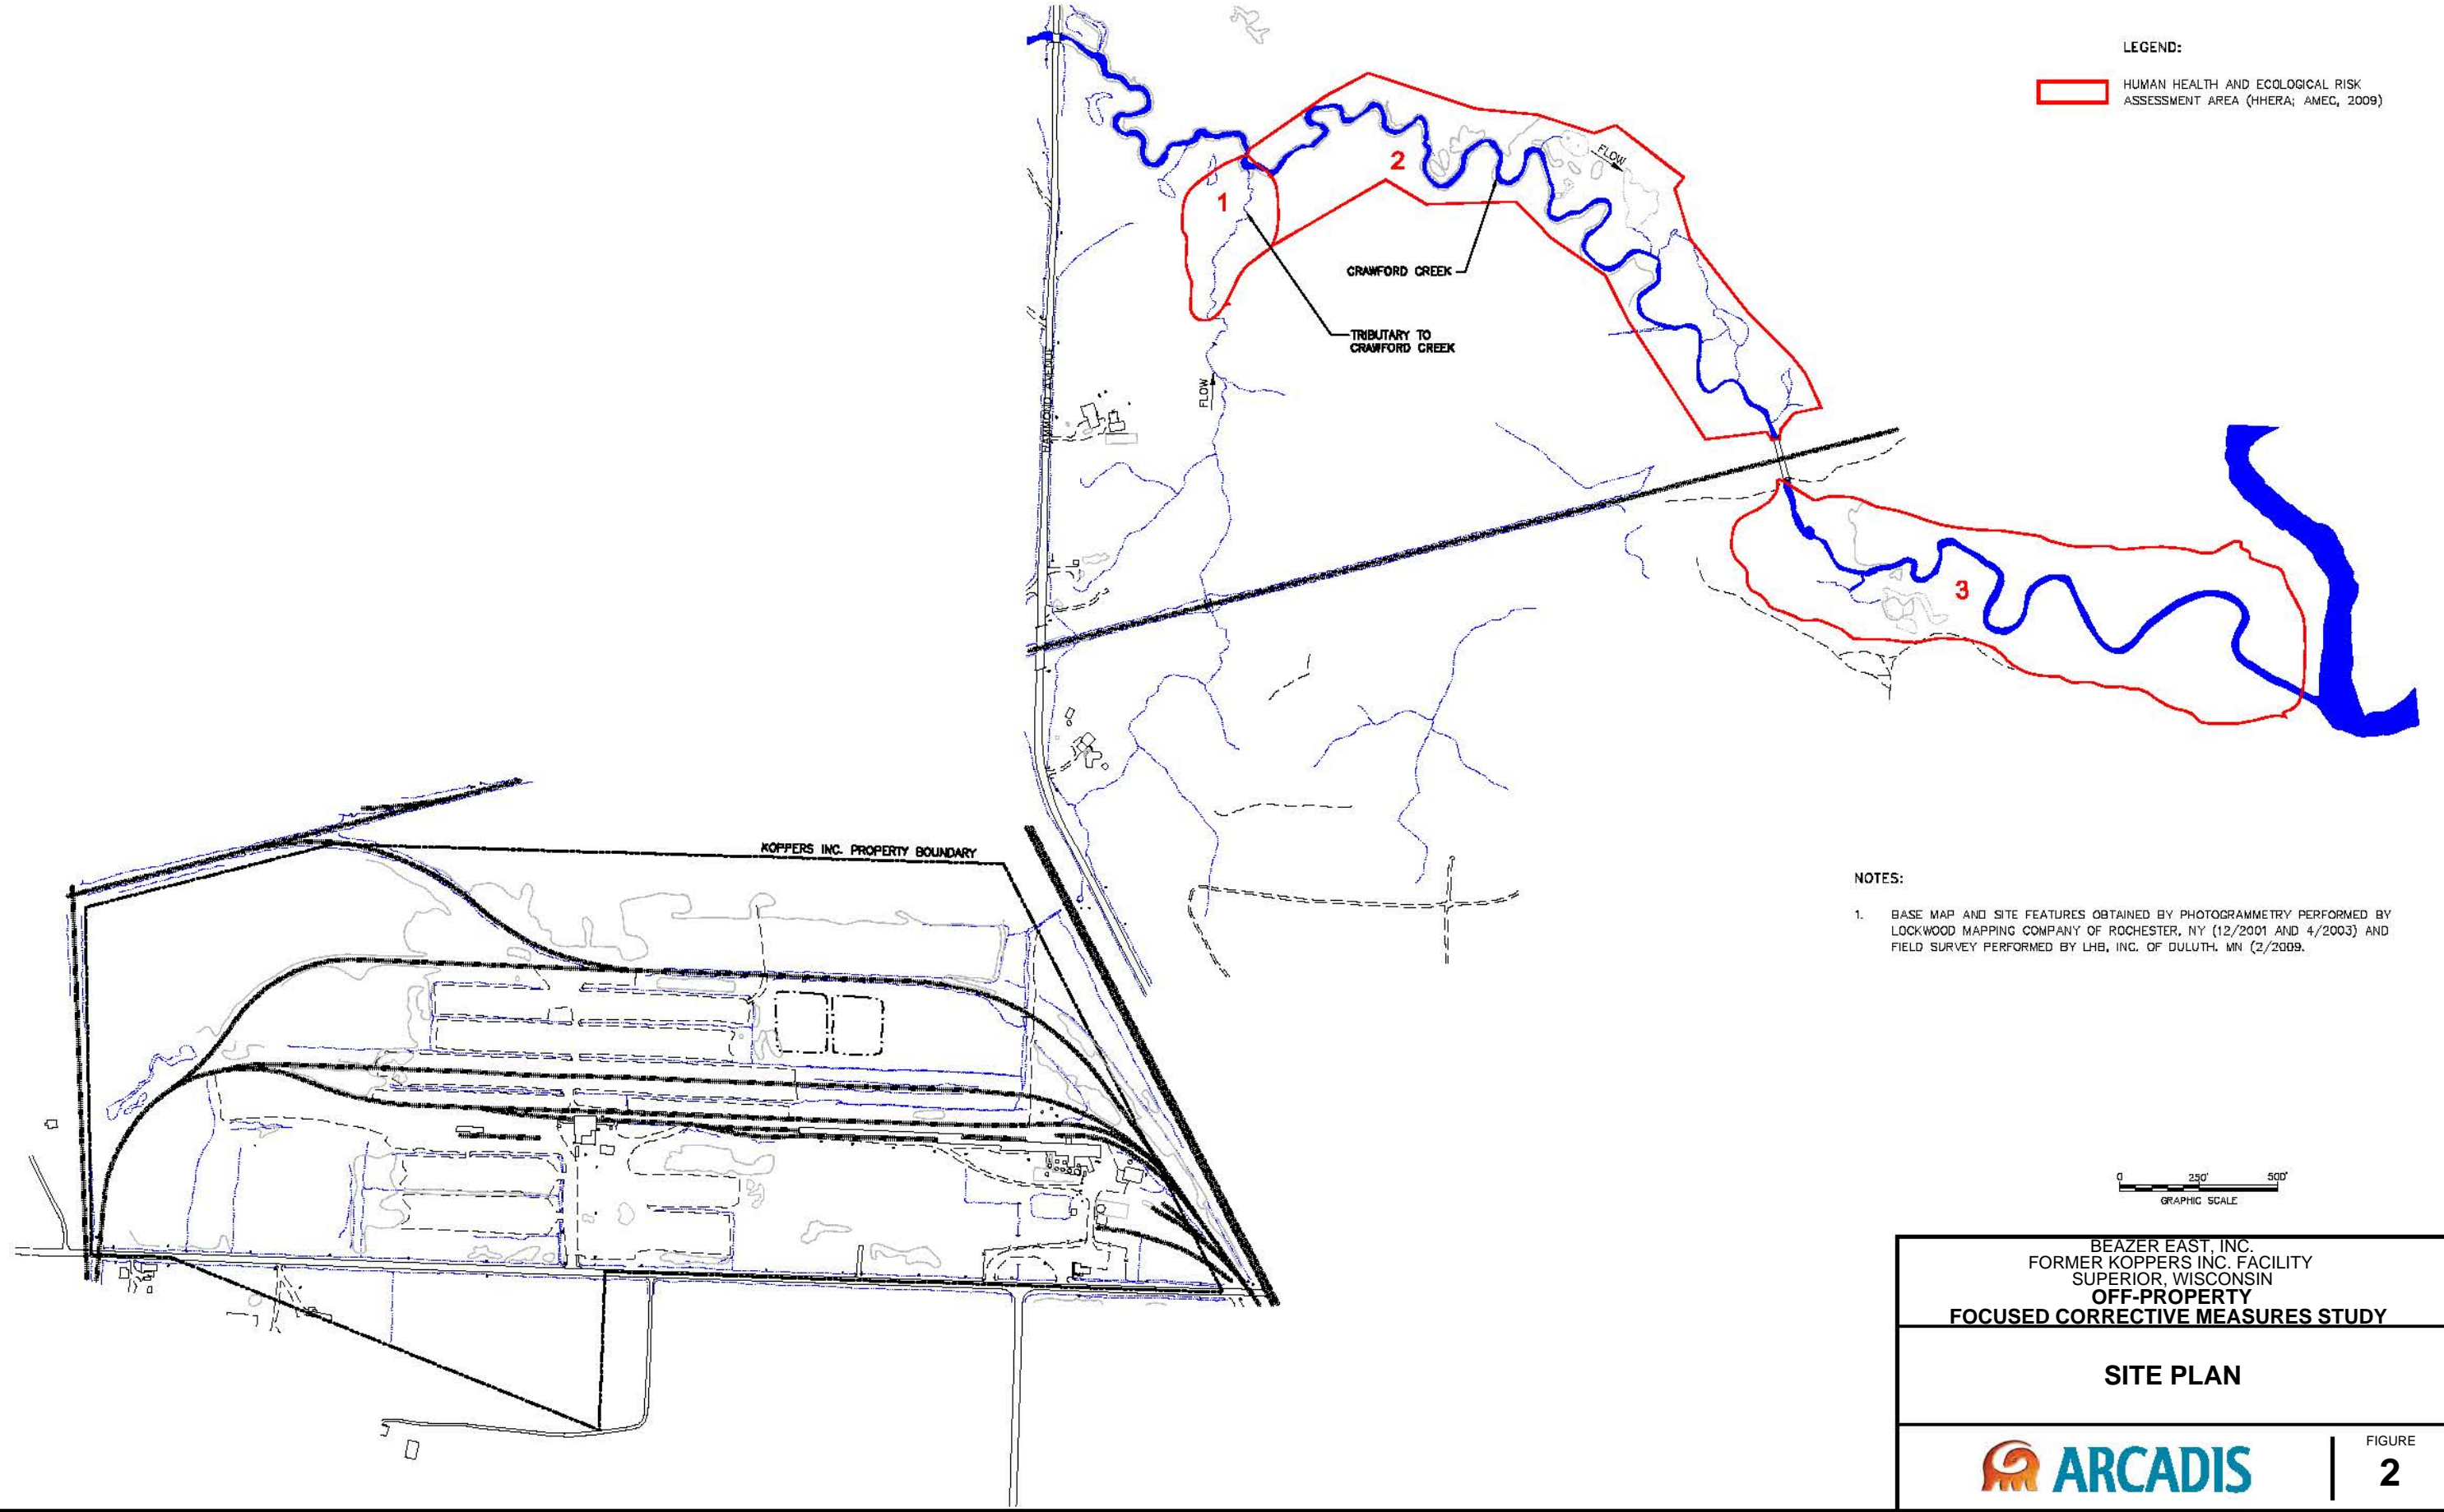 LEGEND:
HUMAN HEALTH AND ECOLOGICAL RISK
ASSESSMENT AREA (HHERA; AMEC, 2009)
FLOW
2
1
CRAWFORD CREEK
TRIBUTARY TO
CRAWFORD CREEK
FLOW
HAMMOND AVENUE
3
KOPPERS INC. PROPERTY BOUNDARY
NOTES:
1. BASE MAP AND SITE FEATURES OBTAINED BY PHOTOGRAMMETRY PERFORMED BY
LOCKWOOD MAPPING COMPANY OF ROCHESTER, NY (12/2001 AND 4/2003) AND
FIELD SURVEY PERFORMED BY LHB, INC. OF DULUTH. MN (2/2009.
0 250' 500'
GRAPHIC SCALE
BEAZER EAST, INC.
FORMER KOPPERS INC. FACILITY
SUPERIOR, WISCONSIN
OFF-PROPERTY
FOCUSED CORRECTIVE MEASURES STUDY
SITE PLAN
ARCADIS
FIGURE
2